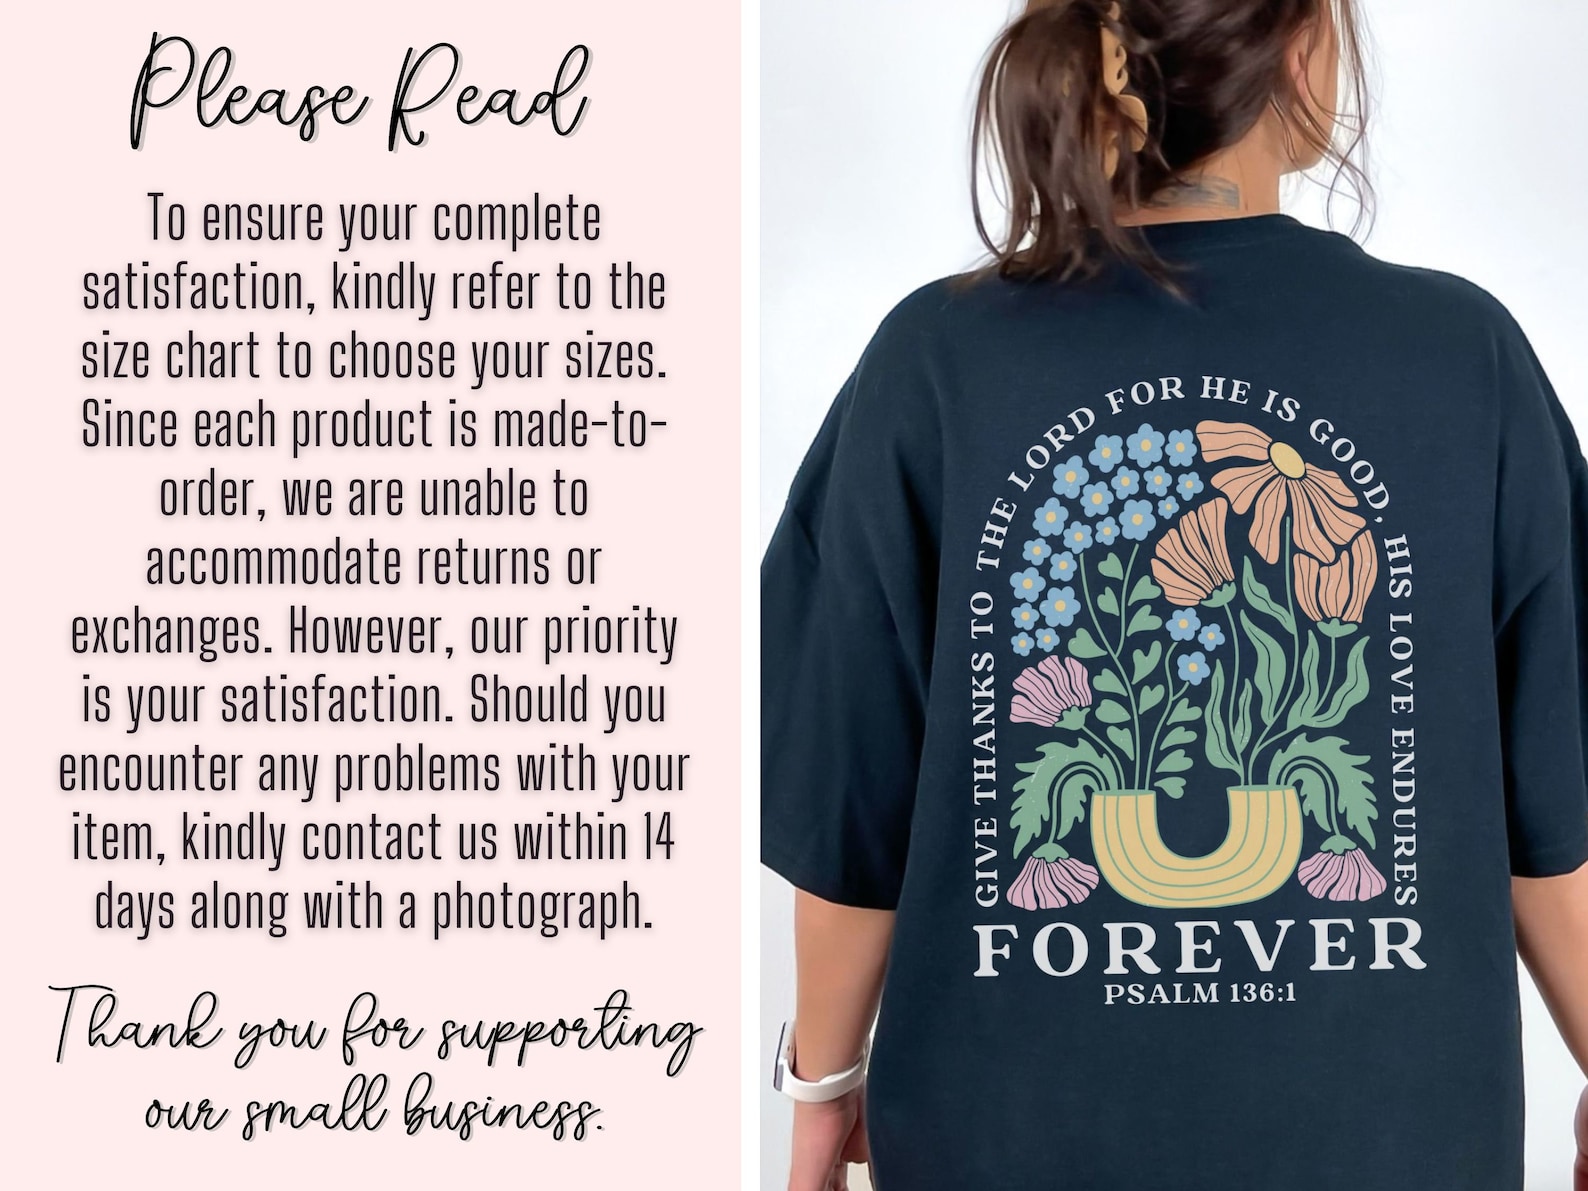 Please Read
To ensure your complete
satisfaction, kindly refer to the
size chart to choose your sizes.
Since each product is made-to-
order, we are unable to
accommodate returns or
exchanges. However, our priority
is your satisfaction. Should you
encounter any problems with your
item, kindly contact us within 14
days along with a photograph.
Thank you for supporting
our small business.
GIVE THANKS TO THE LORD FOR HE IS GOOD, HIS LOVE ENDURES
FOREVER
PSALM 136:1